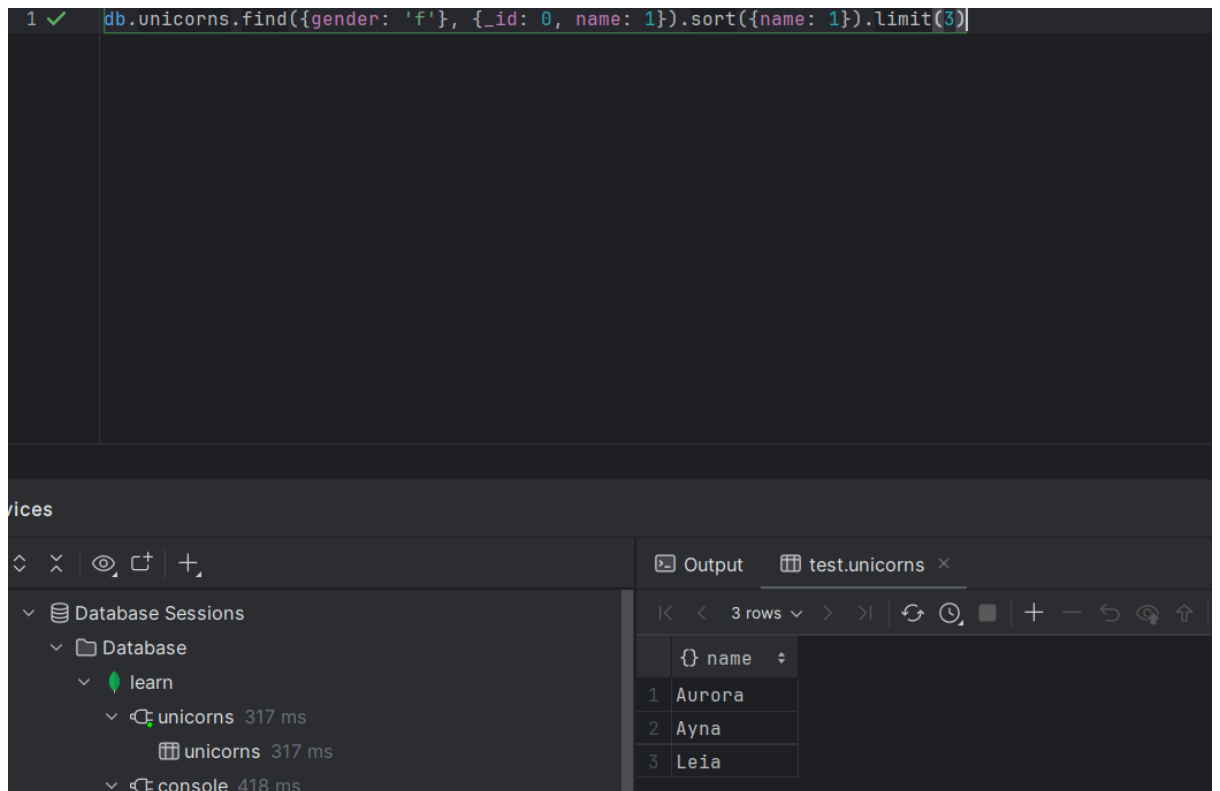 1 db.unicorns.find({gender: 'f'}, {_id: 0, name: 1}).sort({name: 1}).limit(3)
vices
Output test.unicorns
Database Sessions
3 rows
Database
{} name
learn
1 Aurora
unicorns 317 ms
2 Ayna
unicorns 317 ms
3 Leia
console 418 ms